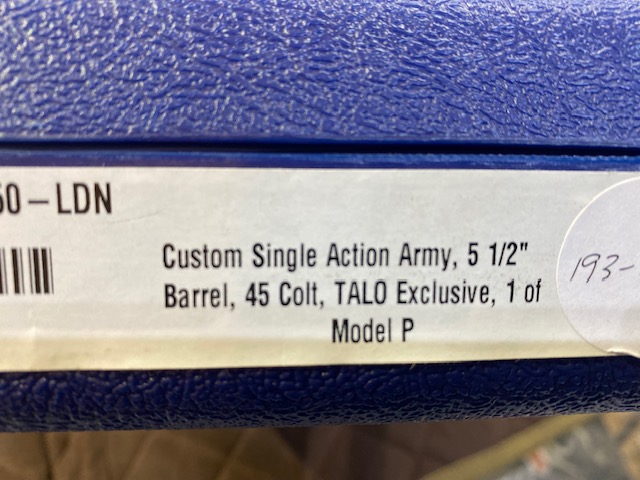 50-LDN
Custom Single Action Army, 5 1/2"
Barrel, 45 Colt, TALO Exclusive, 1 of
Model P
193-